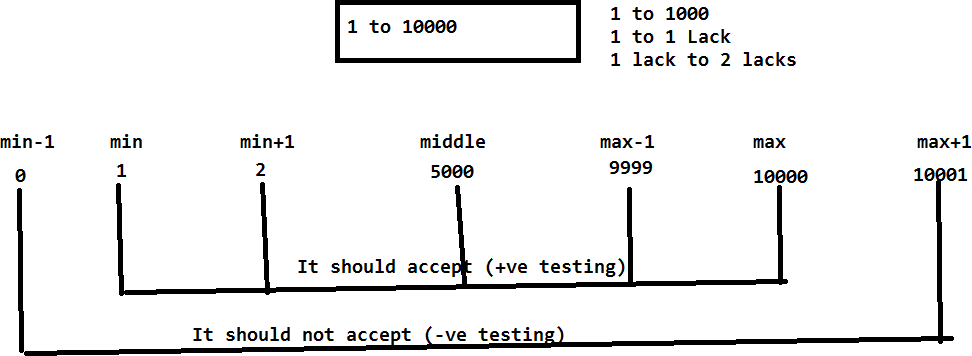 1 to 10000
1 to 1000
1 to 1 Lack
1 lack to 2 lacks
min-1 min min+1 middle max-1 max max+1
0 1 2 5000 9999 10000 10001
It should accept (+ve testing)
It should not accept (-ve testing)